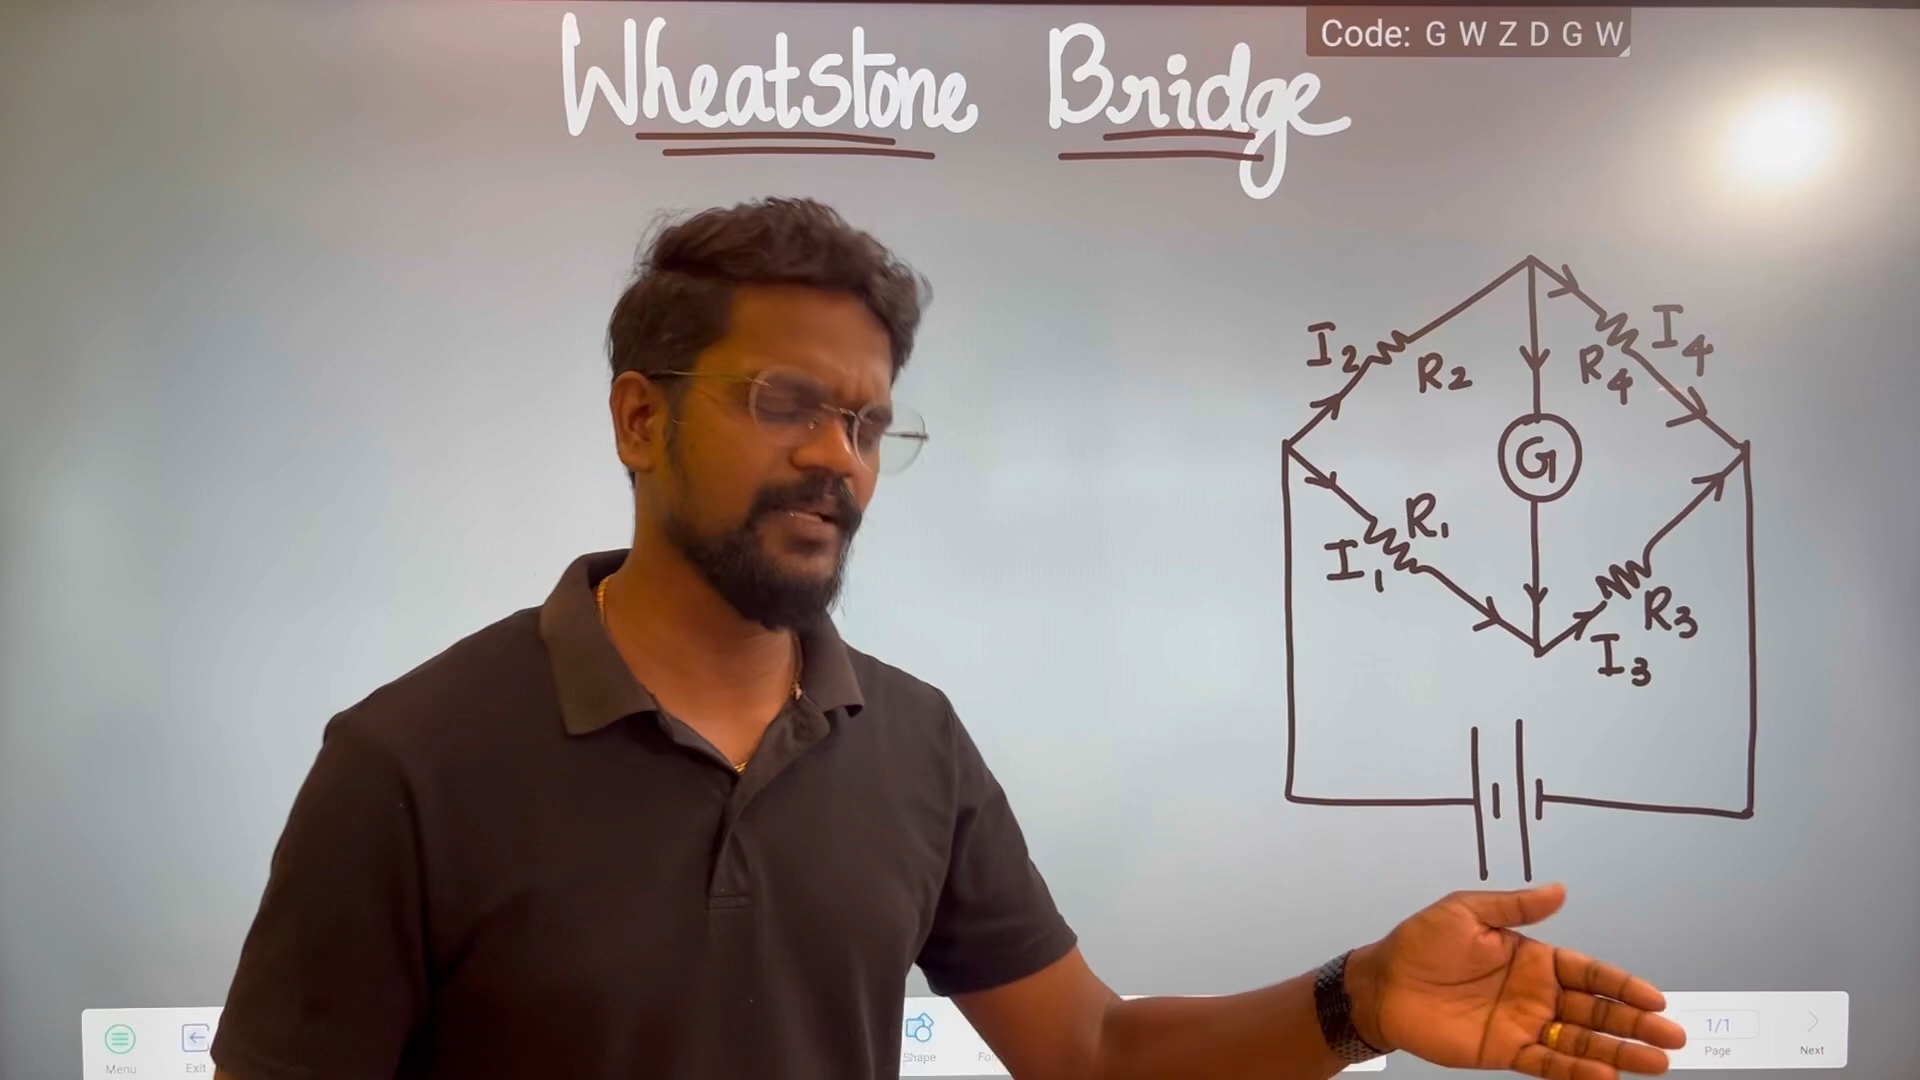 Code: G W Z D G W
Wheatstone Bridge
I2
R2
I4
R4
G
R1
I1
R3
I3
Menu
Exit
Shape
1/1
Page
Next